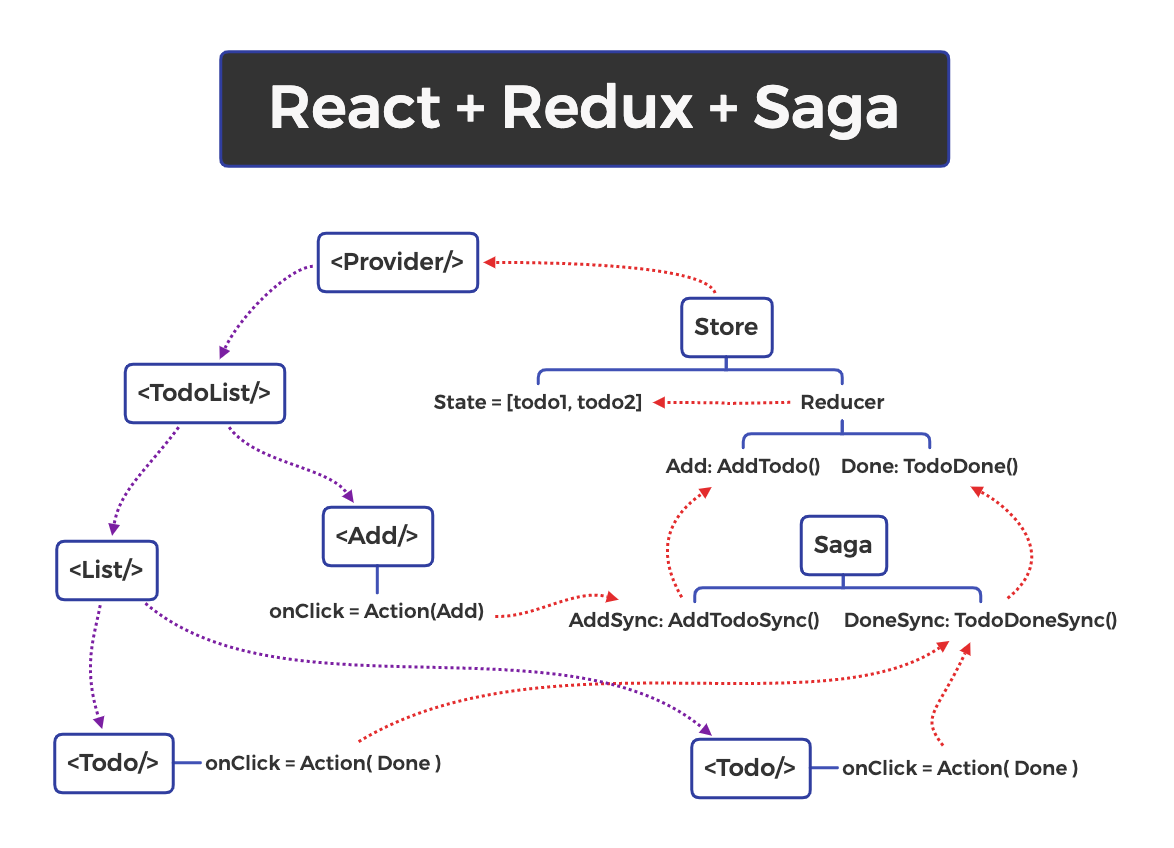 React + Redux + Saga
<Provider/>
Store
<TodoList/>
State = [todo1, todo2]
Reducer
Add: AddTodo()
Done: TodoDone()
<Add/>
Saga
<List/>
onClick = Action(Add)
AddSync: AddTodoSync()
DoneSync: TodoDoneSync()
<Todo/>
onClick = Action( Done )
<Todo/>
onClick = Action( Done )